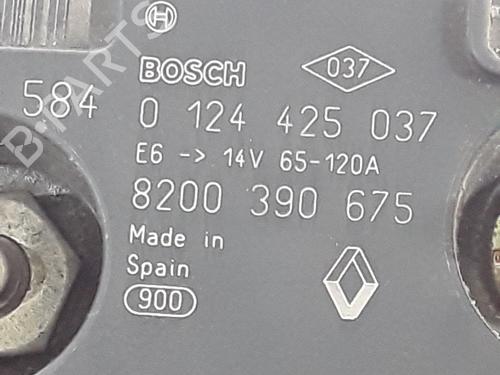 B-PARTS
BOSCH 037
584 0 124 425 037
E6 -> 14V 65-120A
8200 390 675
Made in
Spain
900